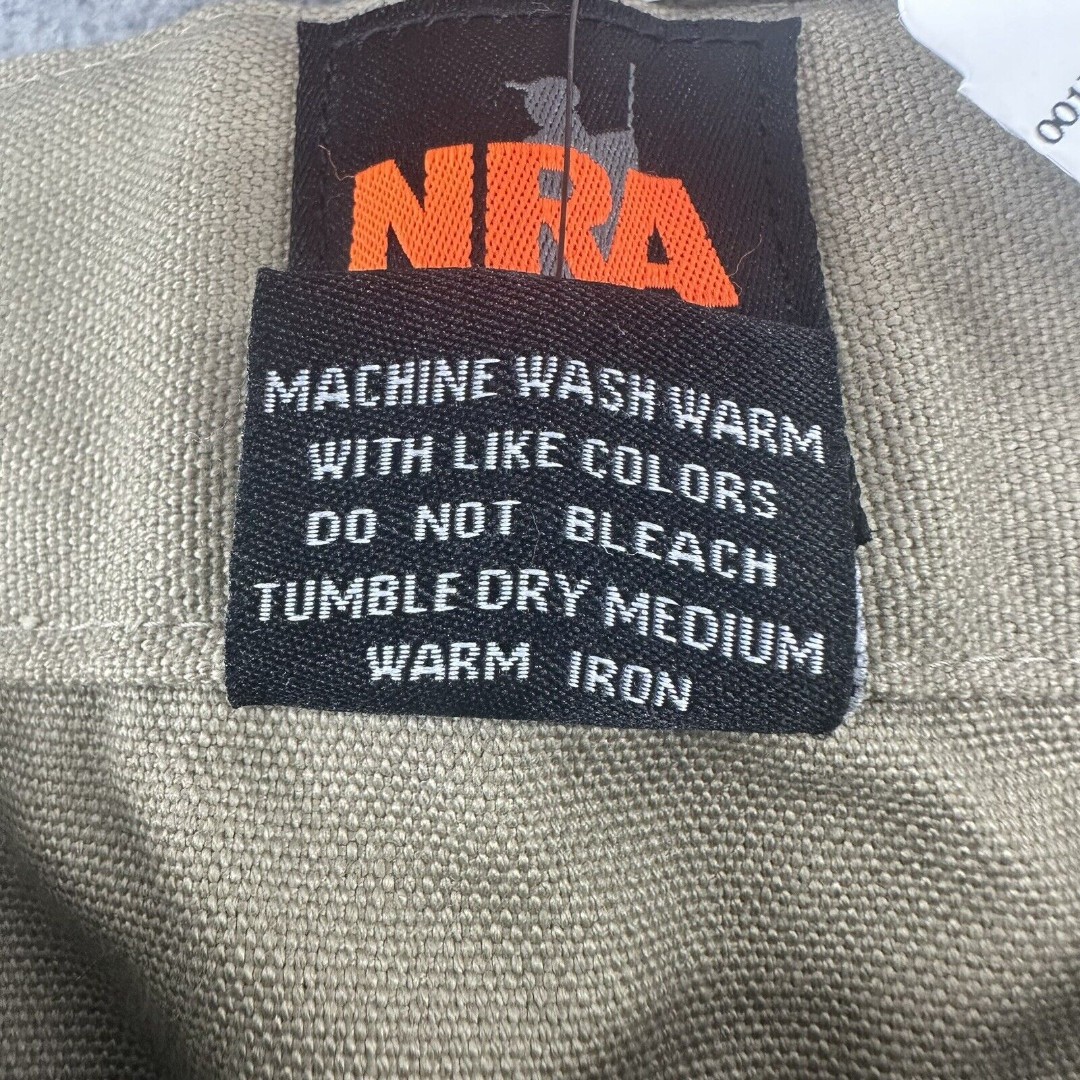 NRA
MACHINE WASH WARM
WITH LIKE COLORS
DO NOT BLEACH
TUMBLE DRY MEDIUM
WARM IRON